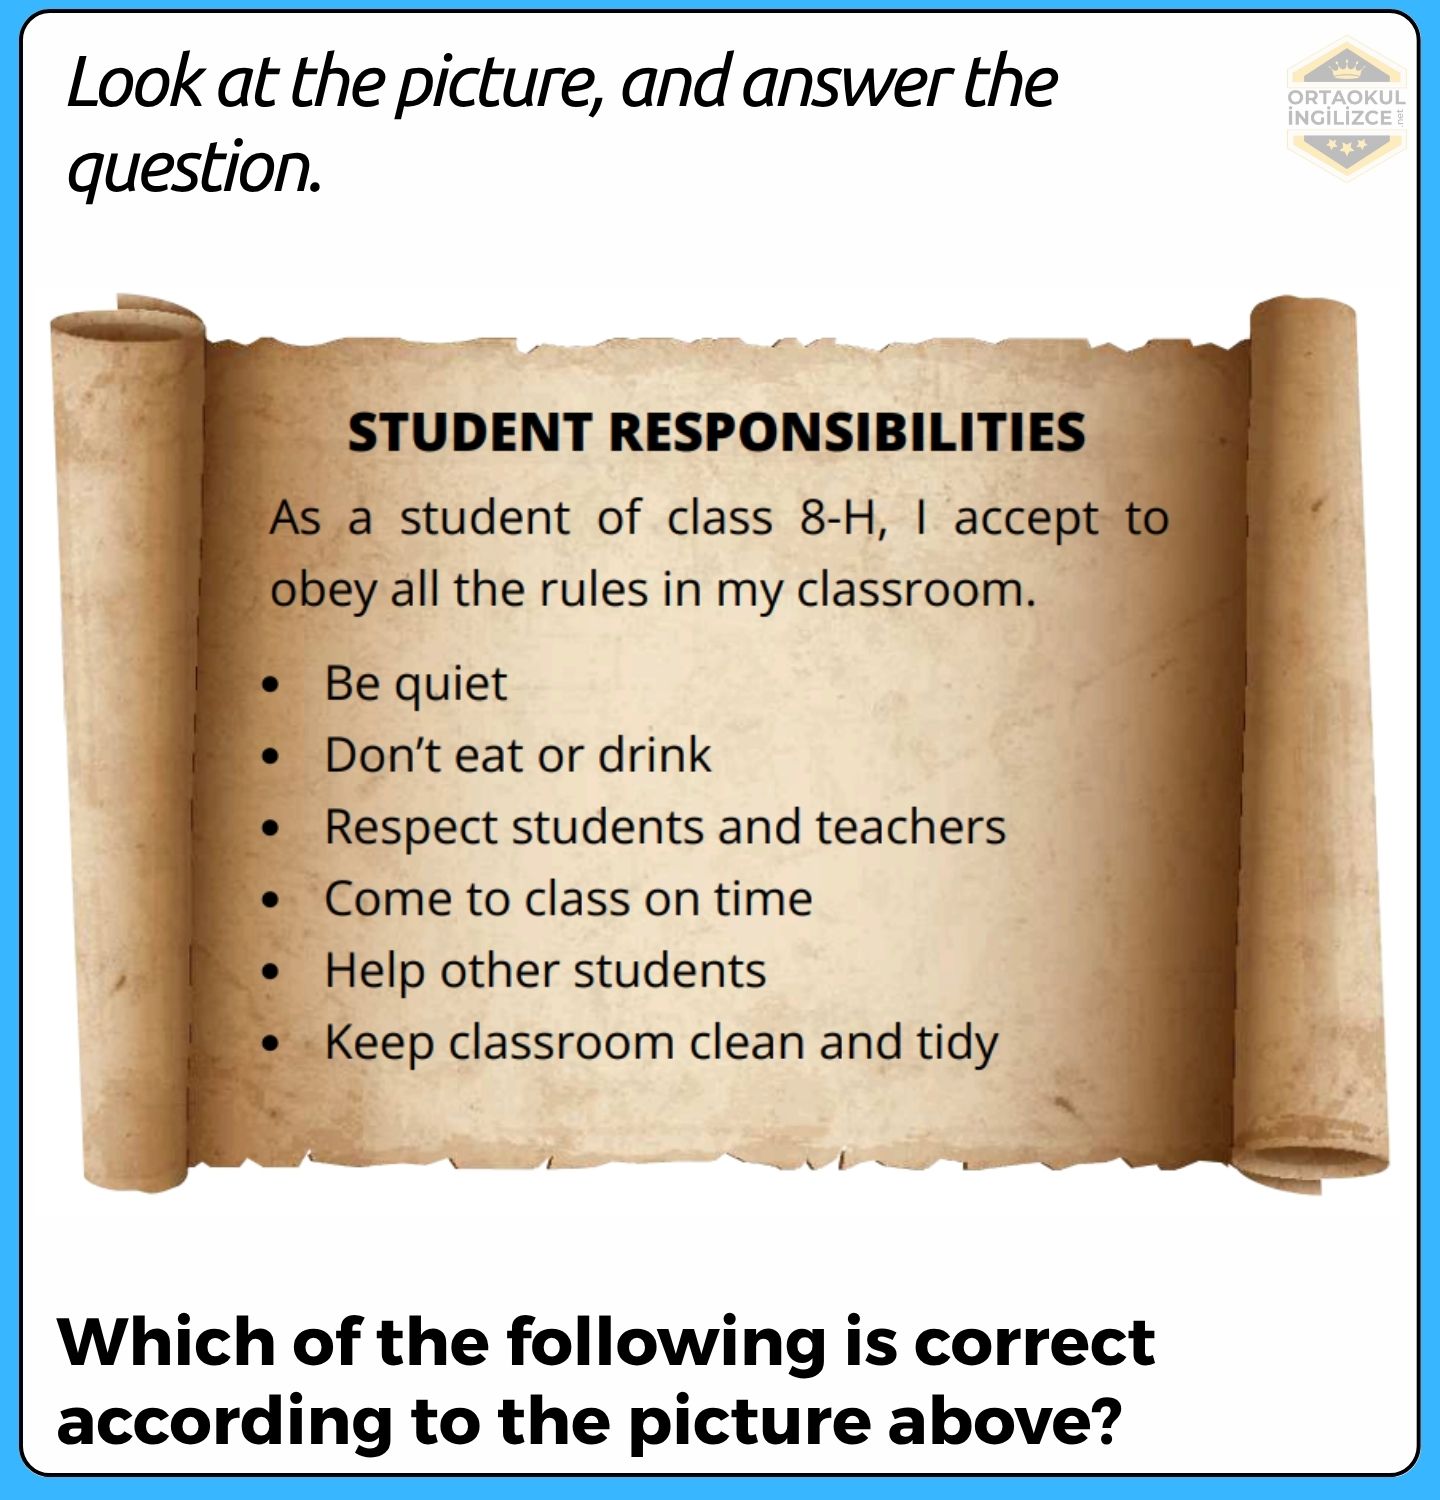 Look at the picture, and answer the
question.
ORTAOKUL
İNGİLİZCE
.net
STUDENT RESPONSIBILITIES
As a student of class 8-H, I accept to
obey all the rules in my classroom.
• Be quiet
• Don’t eat or drink
• Respect students and teachers
• Come to class on time
• Help other students
• Keep classroom clean and tidy
Which of the following is correct
according to the picture above?